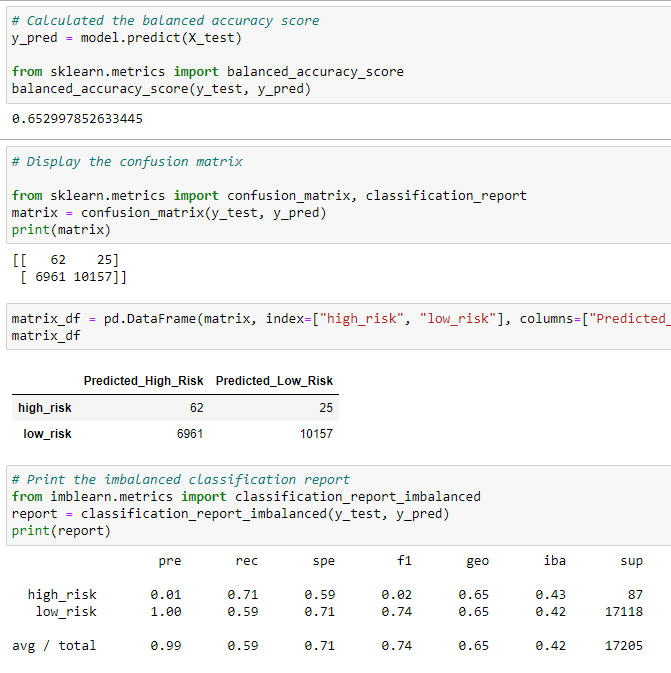 # Calculated the balanced accuracy score
y_pred = model.predict(X_test)
from sklearn.metrics import balanced_accuracy_score
balanced_accuracy_score(y_test, y_pred)
0.652997852633445
# Display the confusion matrix
from sklearn.metrics import confusion_matrix, classification_report
matrix = confusion_matrix(y_test, y_pred)
print(matrix)
[[   62    25]
 [ 6961 10157]]
matrix_df = pd.DataFrame(matrix, index=["high_risk", "low_risk"], columns=["Predicted_
matrix_df
Predicted_High_Risk Predicted_Low_Risk
high_risk 62 25
low_risk 6961 10157
# Print the imbalanced classification report
from imblearn.metrics import classification_report_imbalanced
report = classification_report_imbalanced(y_test, y_pred)
print(report)
pre rec spe f1 geo iba sup
high_risk 0.01 0.71 0.59 0.02 0.65 0.43 87
low_risk 1.00 0.59 0.71 0.74 0.65 0.42 17118
avg / total 0.99 0.59 0.71 0.74 0.65 0.42 17205